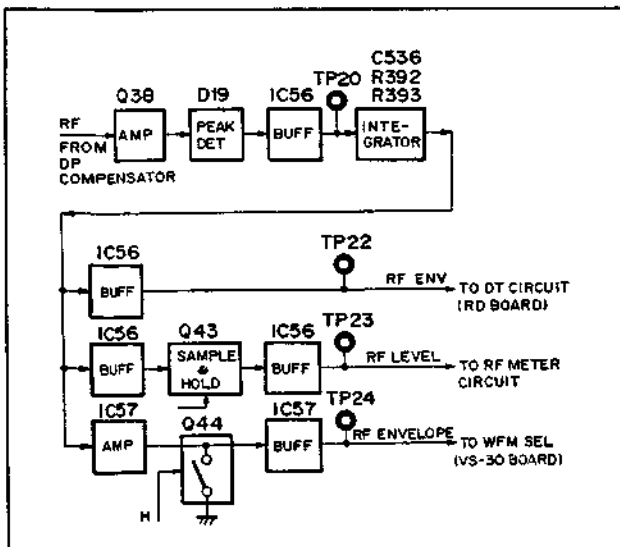 C536
R392
R393
TP20
Q38
D19
IC56
RF
FROM
DP
COMPENSATOR
AMP
PEAK
DET
BUFF
INTE-
GRATOR
TP22
IC56
BUFF
RF ENV
TO DT CIRCUIT
(RD BOARD)
IC56
Q43
IC56
TP23
BUFF
SAMPLE
&
HOLD
BUFF
RF LEVEL
TO RF METER
CIRCUIT
IC57
Q44
IC57
TP24
AMP
BUFF
RF ENVELOPE
TO WFM SEL
(VS-30 BOARD)
H